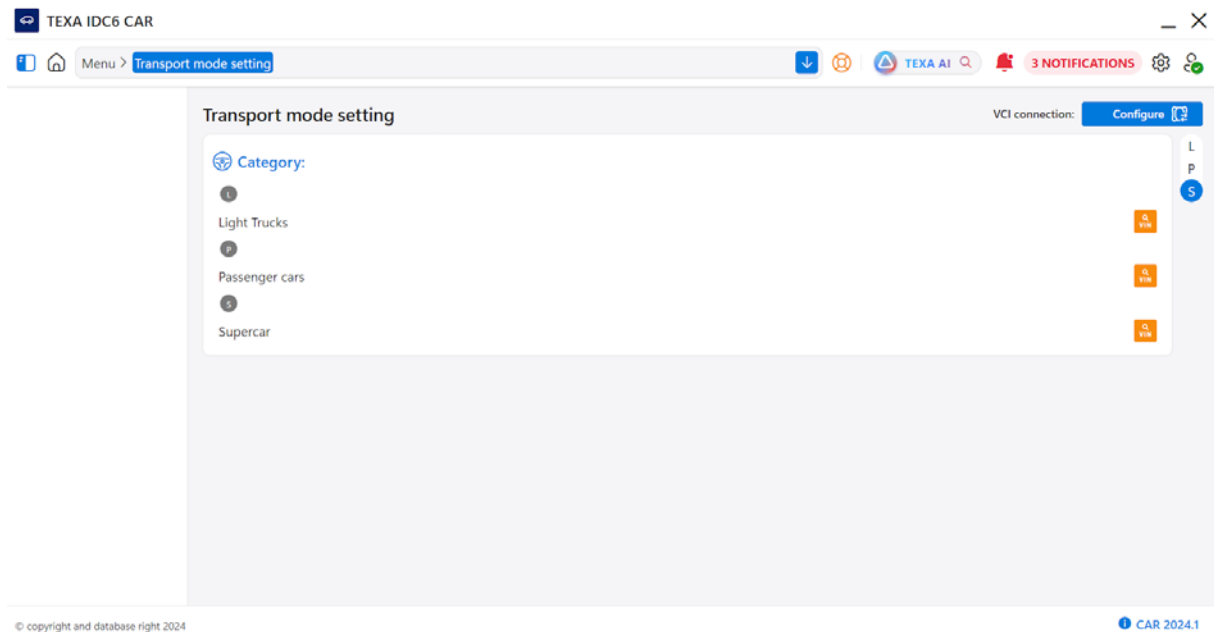 TEXA IDC6 CAR
Menu > Transport mode setting
TEXA AI
3 NOTIFICATIONS
Transport mode setting
VCI connection:
Configure
Category:
L
Light Trucks
VIN
P
Passenger cars
VIN
S
Supercar
VIN
L
P
S
© copyright and database right 2024
CAR 2024.1